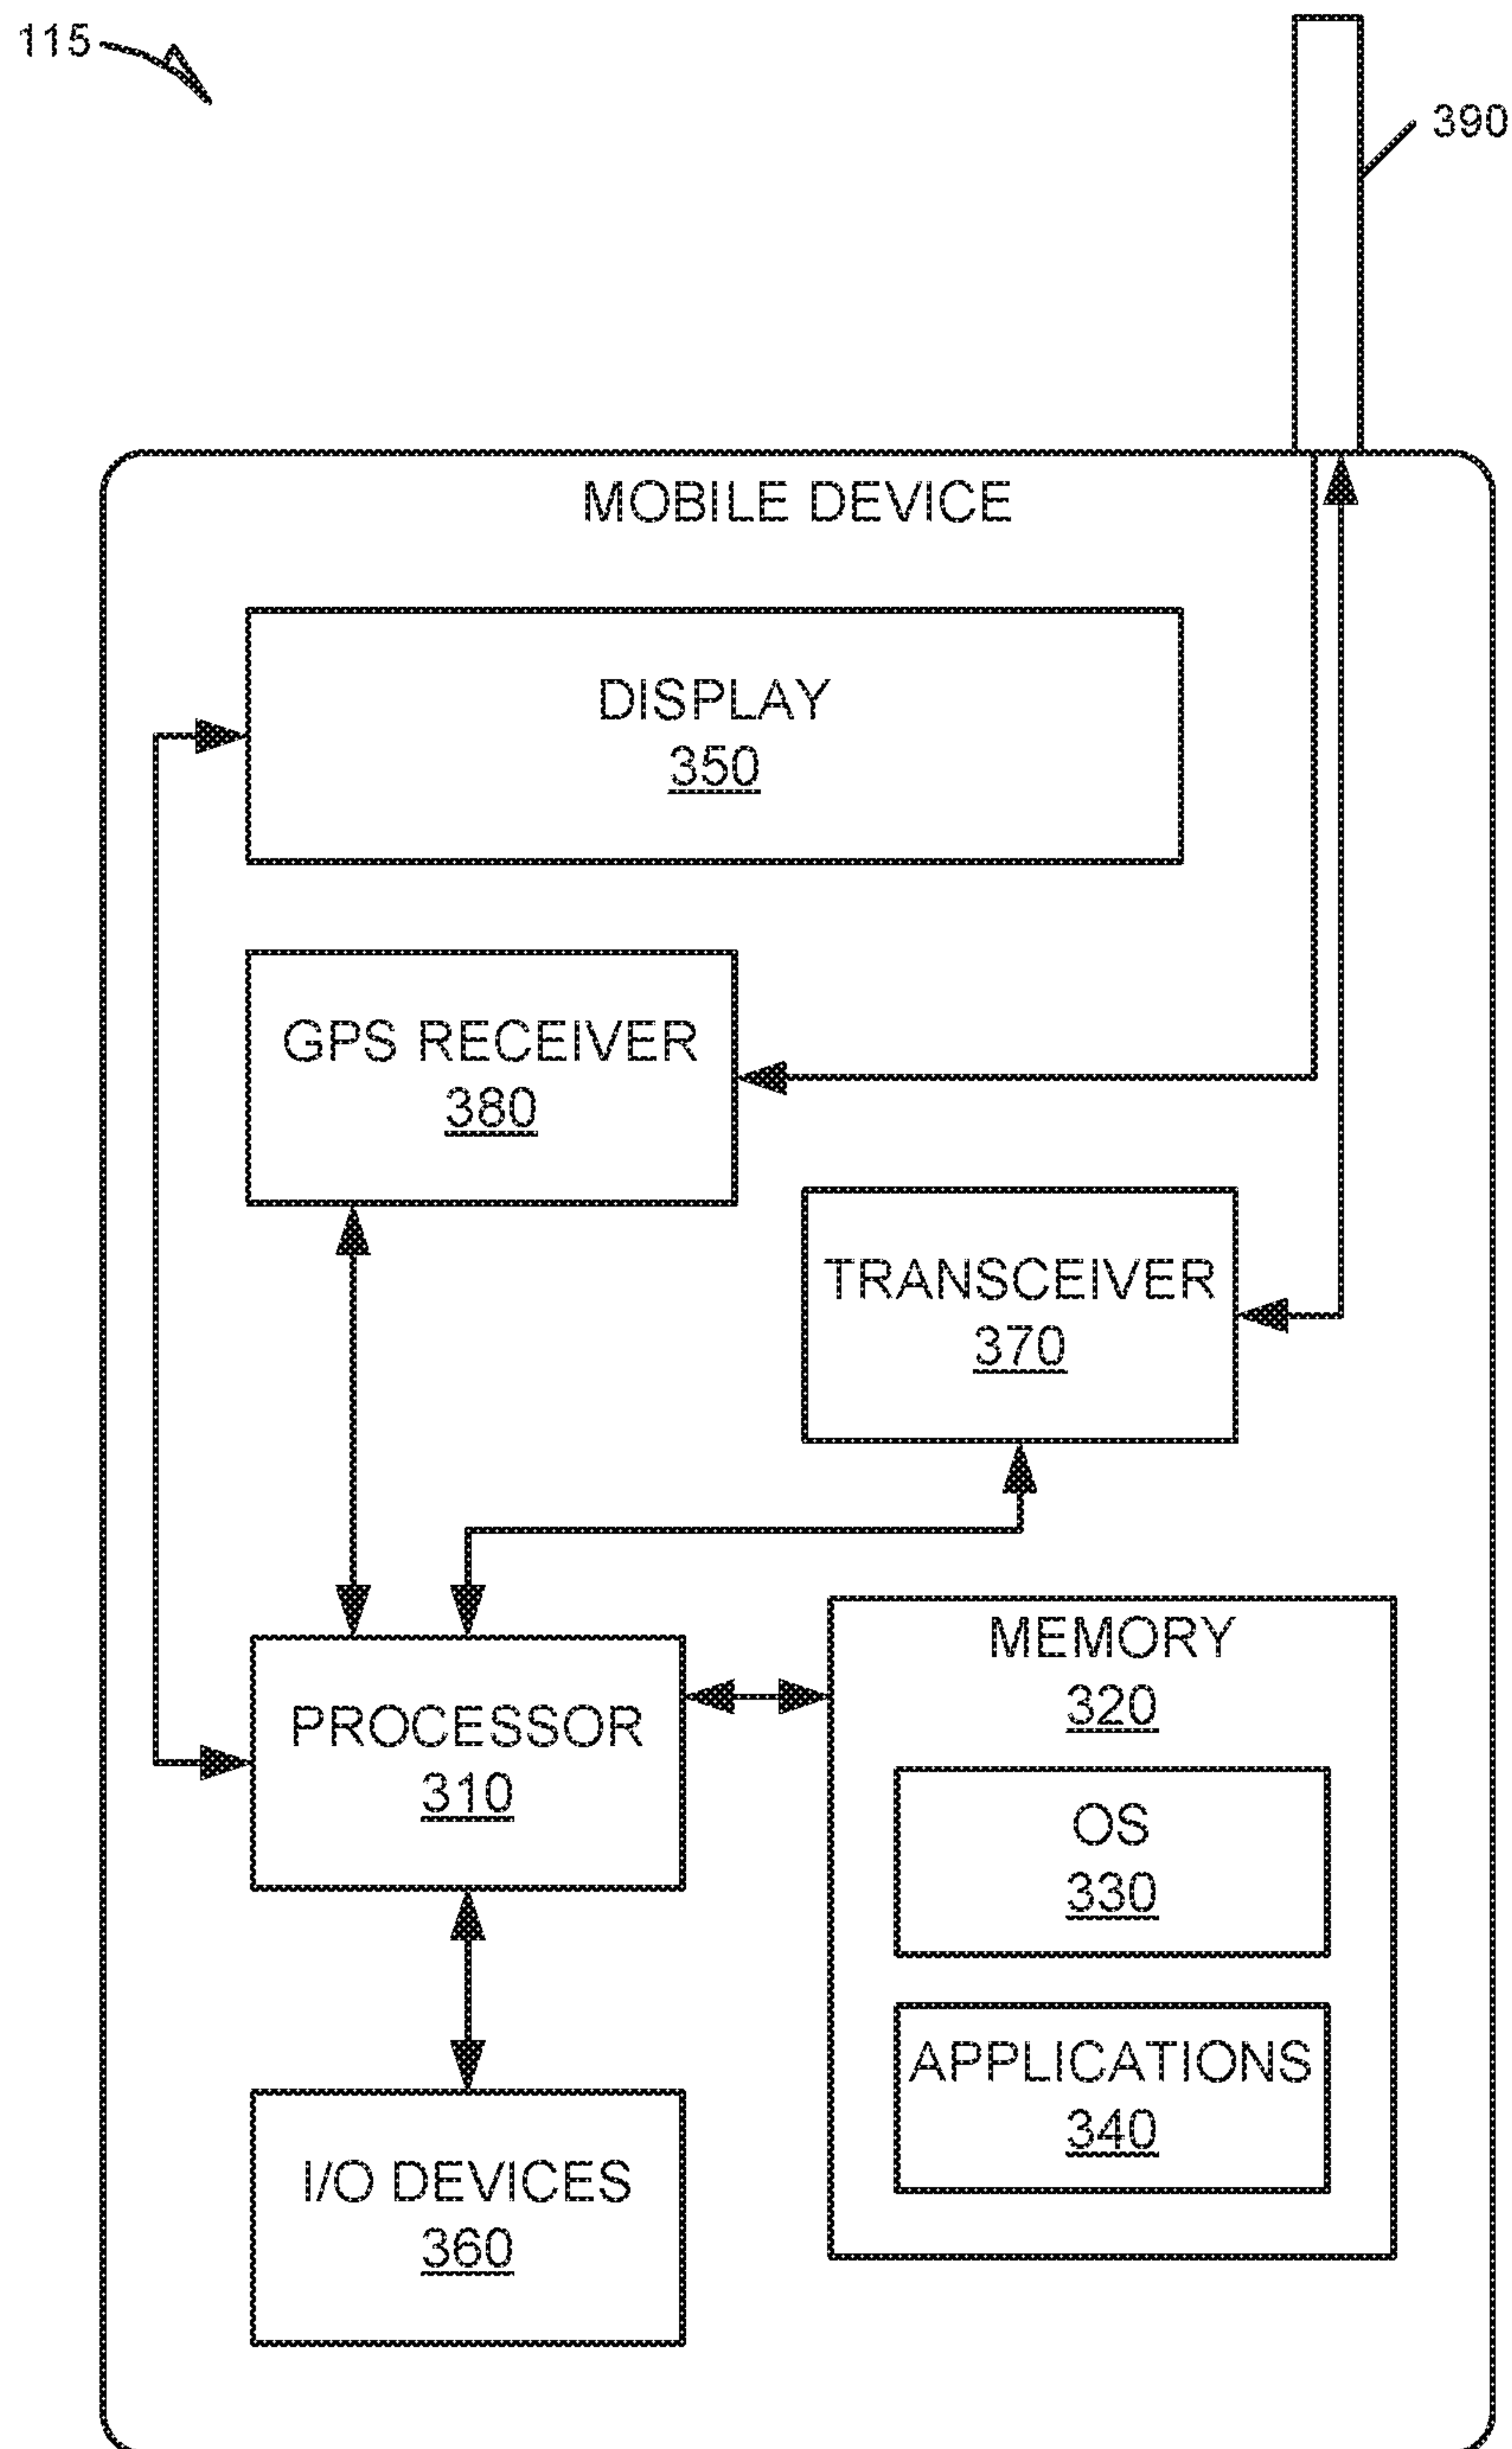 115
390
MOBILE DEVICE
DISPLAY
350
GPS RECEIVER
380
TRANSCEIVER
370
MEMORY
320
PROCESSOR
310
OS
330
APPLICATIONS
340
I/O DEVICES
360